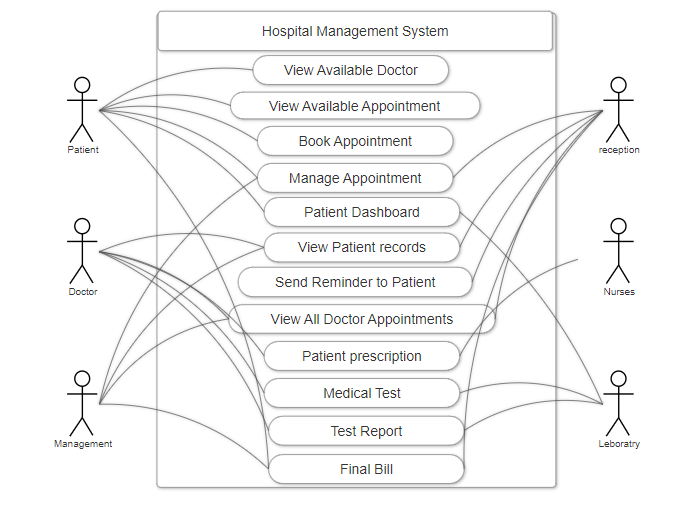 Hospital Management System
View Available Doctor
View Available Appointment
Book Appointment
Patient
reception
Manage Appointment
Patient Dashboard
View Patient records
Send Reminder to Patient
Doctor
Nurses
View All Doctor Appointments
Patient prescription
Medical Test
Test Report
Management
Leboratry
Final Bill